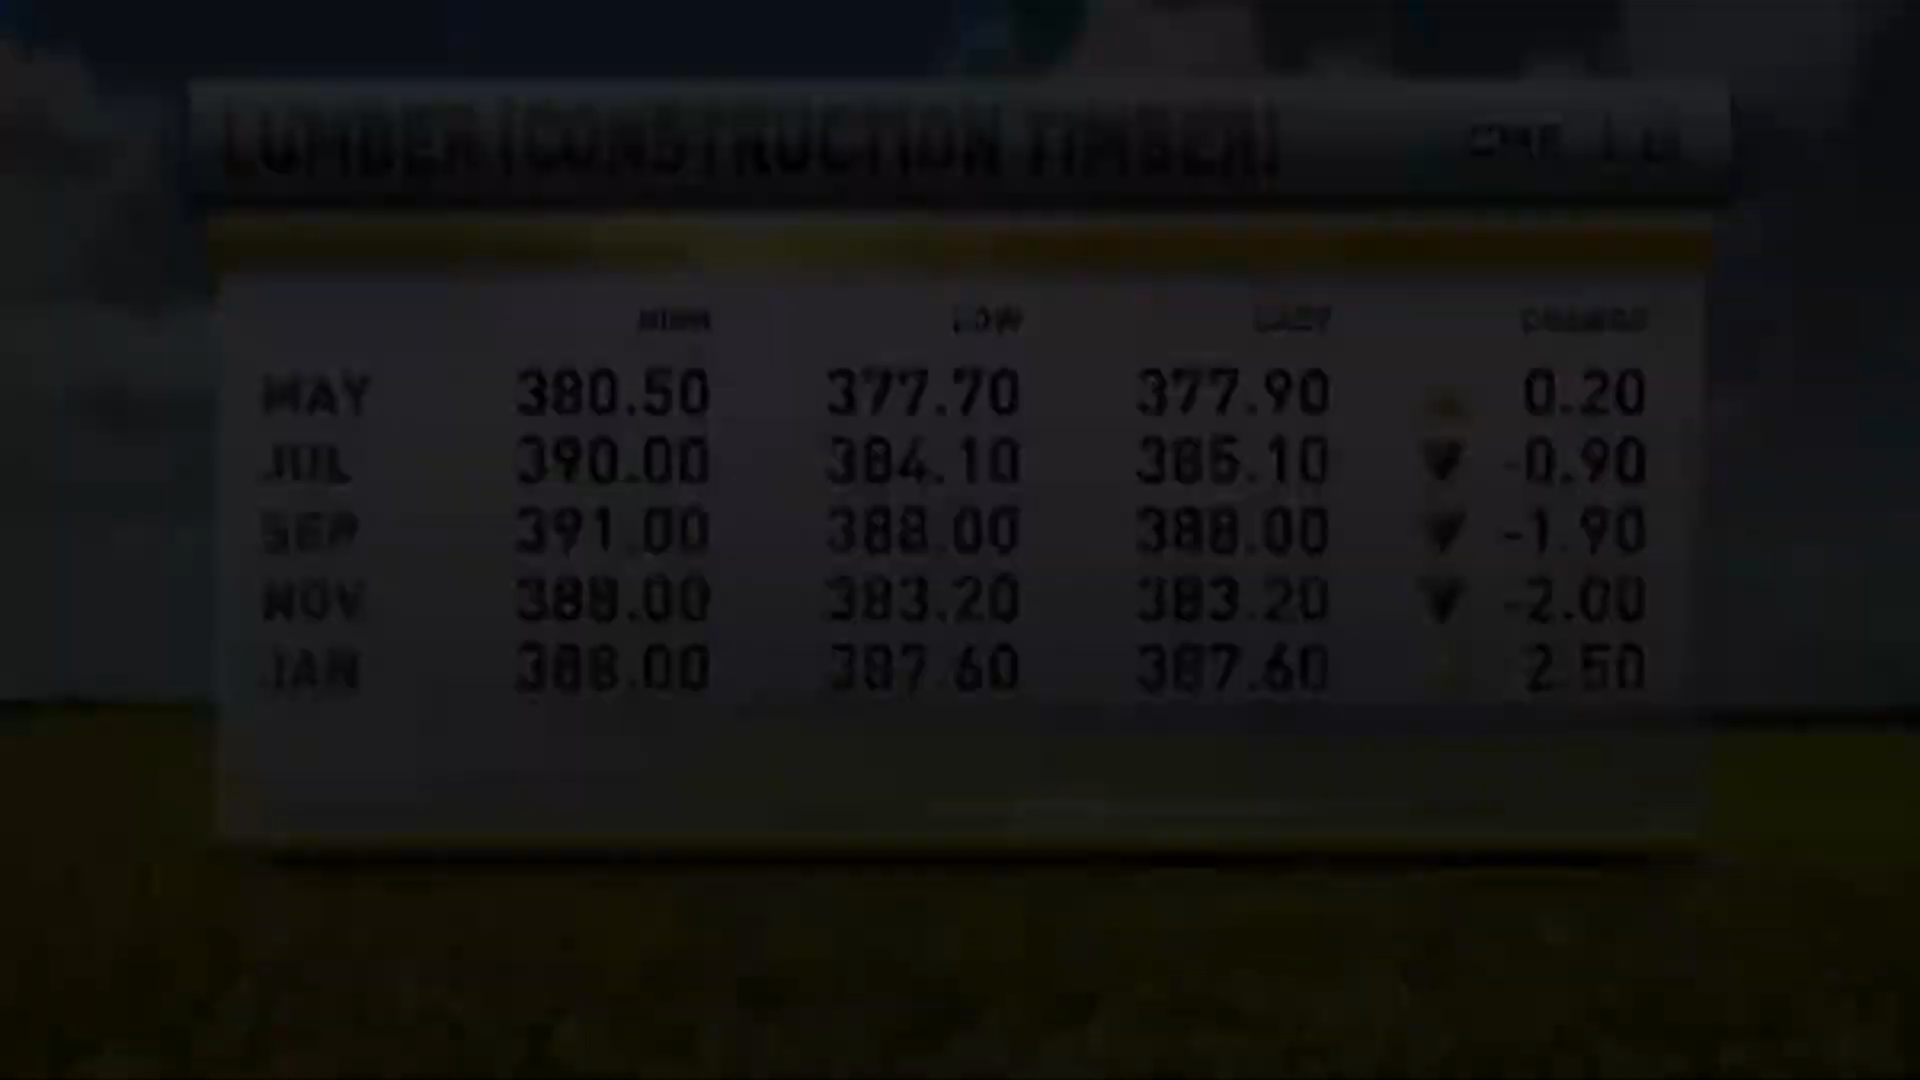 LUMBER (CONSTRUCTION TIMBER)
HIGH LOW LAST CHANGE
MAY 380.50 377.70 377.90 0.20
JUL 390.00 384.10 385.10 -0.90
SEP 391.00 388.00 388.00 -1.90
NOV 388.00 383.20 383.20 -2.00
JAN 388.00 387.60 387.60 2.50